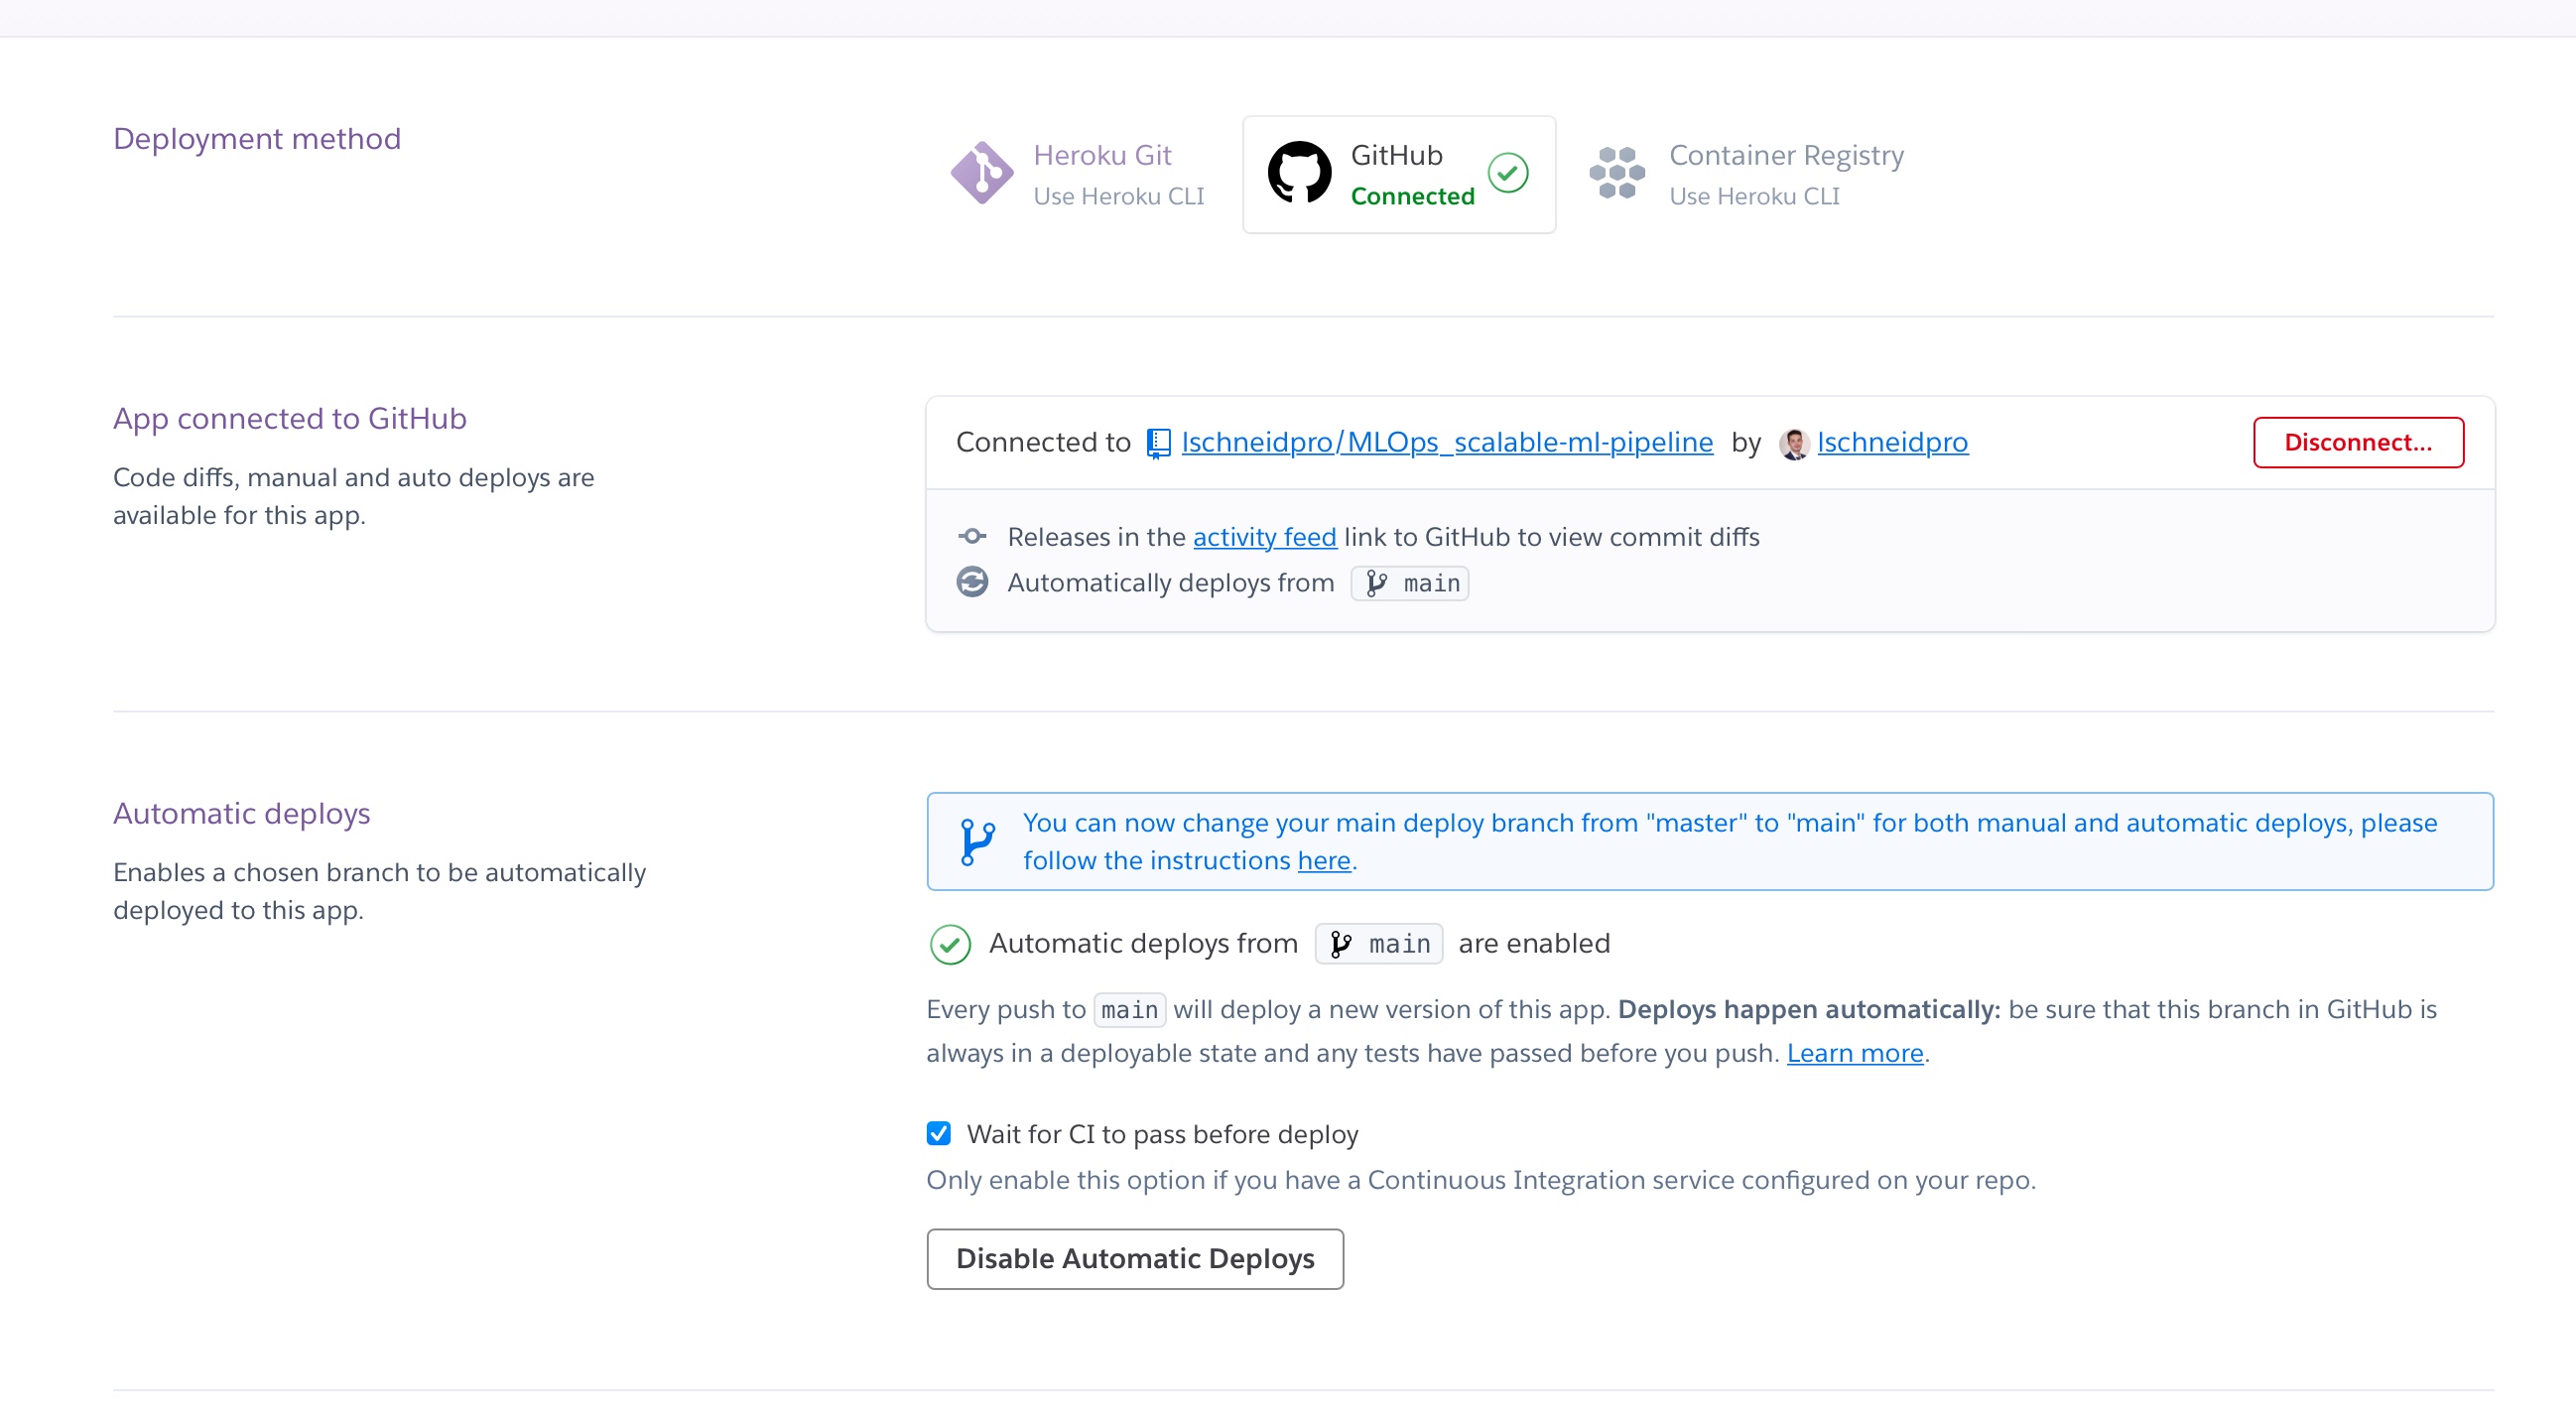 Deployment method
Heroku Git
Use Heroku CLI
GitHub
Connected
Container Registry
Use Heroku CLI
App connected to GitHub
Code diffs, manual and auto deploys are
available for this app.
Connected to lschneidpro/MLOps_scalable-ml-pipeline by lschneidpro
Disconnect...
Releases in the activity feed link to GitHub to view commit diffs
Automatically deploys from main
Automatic deploys
Enables a chosen branch to be automatically
deployed to this app.
You can now change your main deploy branch from "master" to "main" for both manual and automatic deploys, please
follow the instructions here.
Automatic deploys from main are enabled
Every push to main will deploy a new version of this app. Deploys happen automatically: be sure that this branch in GitHub is
always in a deployable state and any tests have passed before you push. Learn more.
Wait for CI to pass before deploy
Only enable this option if you have a Continuous Integration service configured on your repo.
Disable Automatic Deploys